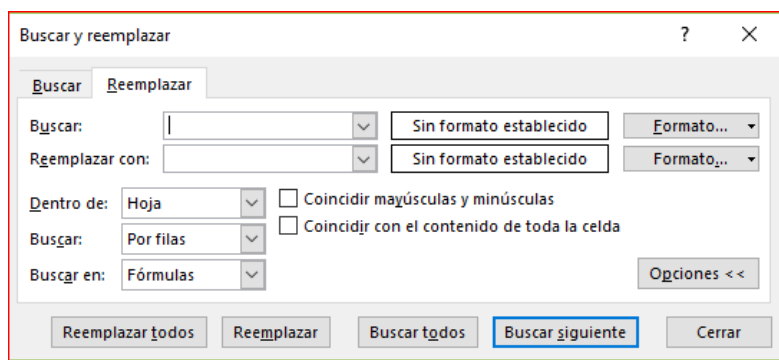 Buscar y reemplazar ?
Buscar Reemplazar
Buscar: Sin formato establecido Formato...
Reemplazar con: Sin formato establecido Formato...
Dentro de: Hoja Coincidir mayúsculas y minúsculas
Buscar: Por filas Coincidir con el contenido de toda la celda
Buscar en: Fórmulas Opciones <<
Reemplazar todos Reemplazar Buscar todos Buscar siguiente Cerrar